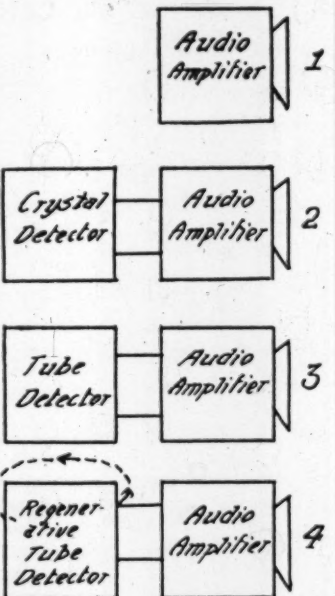 Audio
Amplifier
1
Crystal
Detector
Audio
Amplifier
2
Tube
Detector
Audio
Amplifier
3
Regener-
ative
Tube
Detector
Audio
Amplifier
4